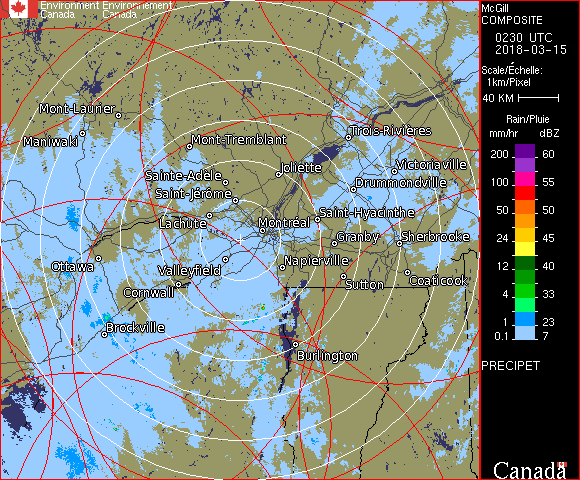 Environment Environnement
Canada Canada
McGill
COMPOSITE
0230 UTC
2018-03-15
Scale/Échelle:
1km/Pixel
40 KM
Rain/Pluie
mm/hr dBZ
200 60
55
100 55
50 50
24 45
12 40
4 33
1 23
0.1 7
PRECIPET
Canada
Mont-Laurier
Maniwaki
Mont-Tremblant
Trois-Rivières
Sainte-Adèle
Joliette
Victoriaville
Saint-Jérôme
Drummondville
Lachute
Montréal
Saint-Hyacinthe
Granby
Sherbrooke
Ottawa
Valleyfield
Napierville
Cornwall
Sutton
Coaticook
Brockville
Burlington